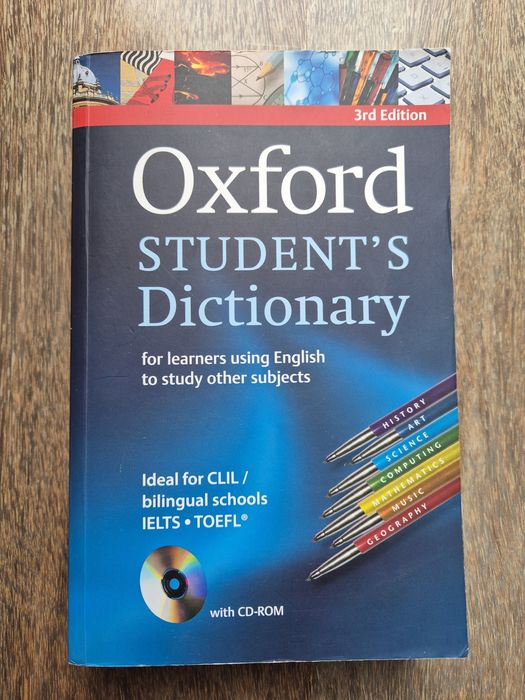 3rd Edition
Oxford
STUDENT'S
Dictionary
for learners using English
to study other subjects
HISTORY
ART
SCIENCE
COMPUTING
MATHEMATICS
MUSIC
GEOGRAPHY
Ideal for CLIL /
bilingual schools
IELTS • TOEFL®
with CD-ROM